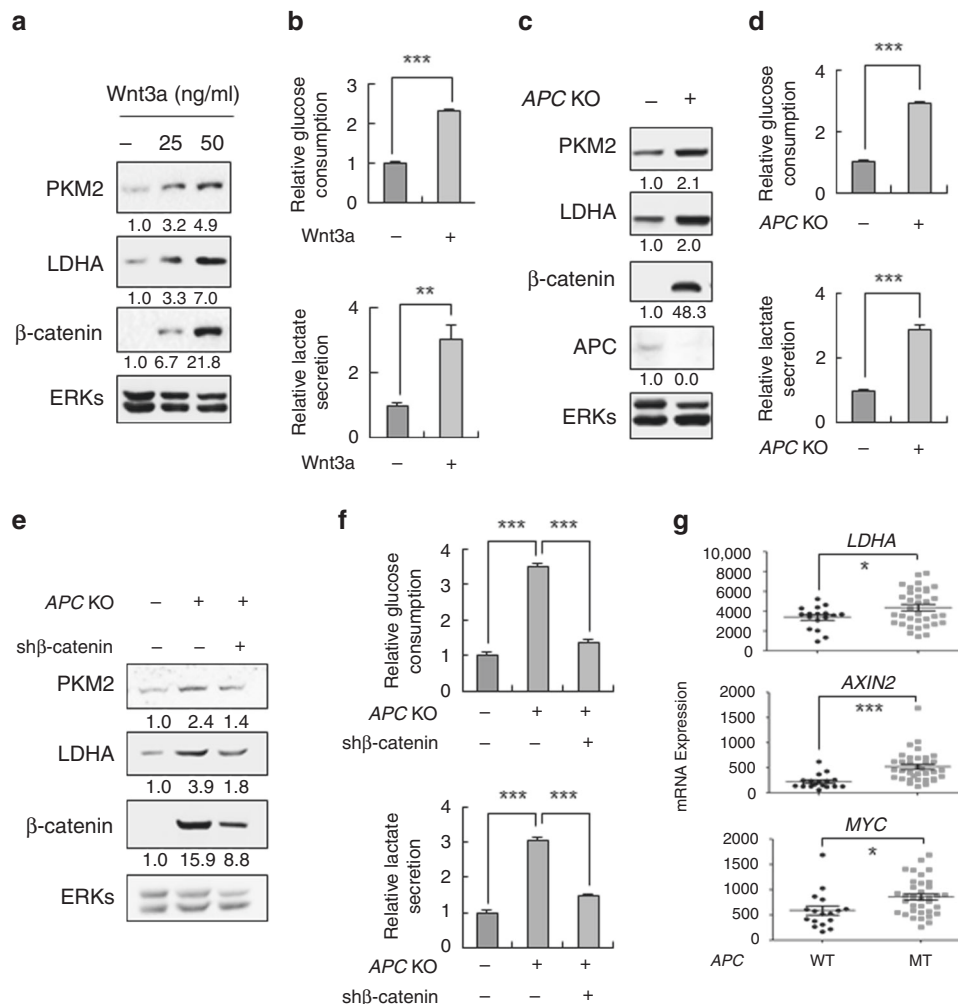 a
Wnt3a (ng/ml)
– 25 50
PKM2
1.0 3.2 4.9
LDHA
1.0 3.3 7.0
β-catenin
1.0 6.7 21.8
ERKs
b
***
Relative glucose
consumption
3
2
1
0
Wnt3a – +
**
Relative lactate
secretion
4
2
0
Wnt3a – +
c
APC KO – +
PKM2
1.0 2.1
LDHA
1.0 2.0
β-catenin
1.0 48.3
APC
1.0 0.0
ERKs
d
***
Relative glucose
consumption
4
2
0
APC KO – +
***
Relative lactate
secretion
4
2
0
APC KO – +
e
APC KO – + +
shβ-catenin – – +
PKM2
1.0 2.4 1.4
LDHA
1.0 3.9 1.8
β-catenin
1.0 15.9 8.8
ERKs
f
*** ***
Relative glucose
consumption
4
3
2
1
0
APC KO – + +
shβ-catenin – – +
*** ***
Relative lactate
secretion
4
3
2
1
0
APC KO – + +
shβ-catenin – – +
g
mRNA Expression
LDHA
*
10,000
8000
6000
4000
2000
0
AXIN2
***
2000
1500
1000
500
0
MYC
*
2000
1500
1000
500
0
APC WT MT